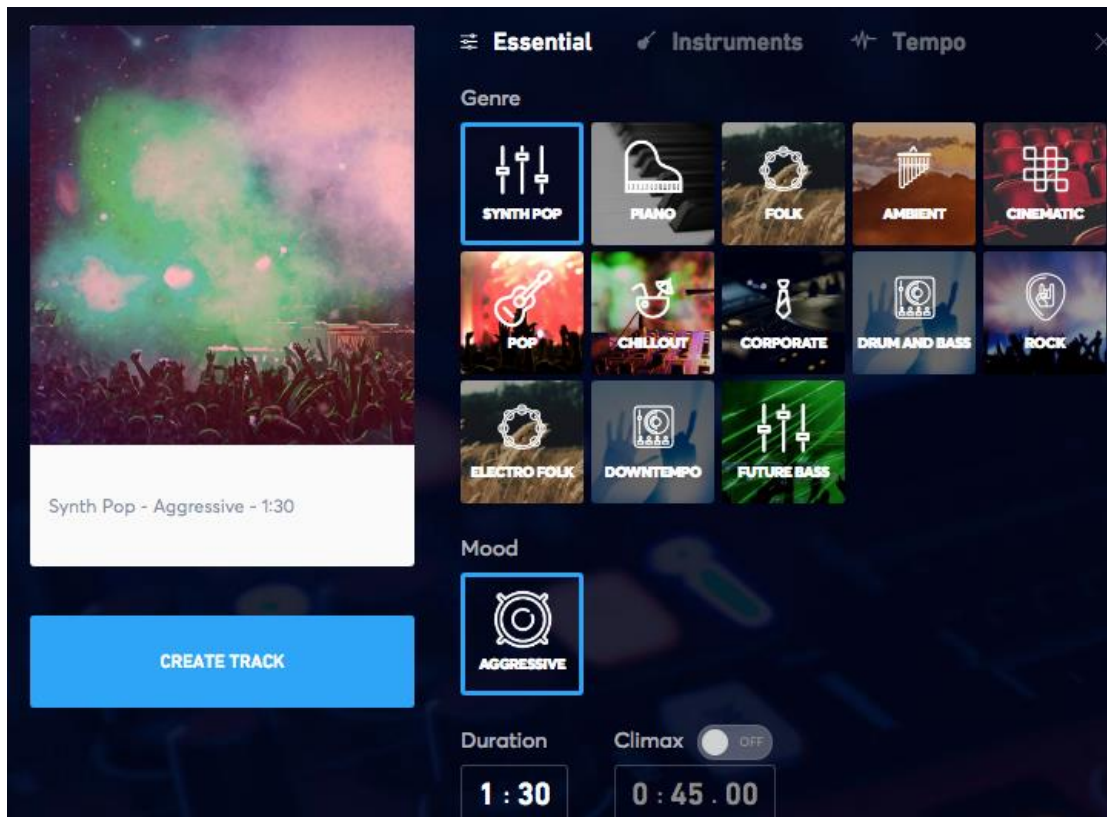 Essential Instruments Tempo
Genre
SYNTH POP PIANO FOLK AMBIENT CINEMATIC
POP CHILLOUT CORPORATE DRUM AND BASS ROCK
ELECTRO FOLK DOWNTEMPO FUTURE BASS
Synth Pop - Aggressive - 1:30
Mood
AGGRESSIVE
CREATE TRACK
Duration Climax OFF
1 : 30 0 : 45 . 00